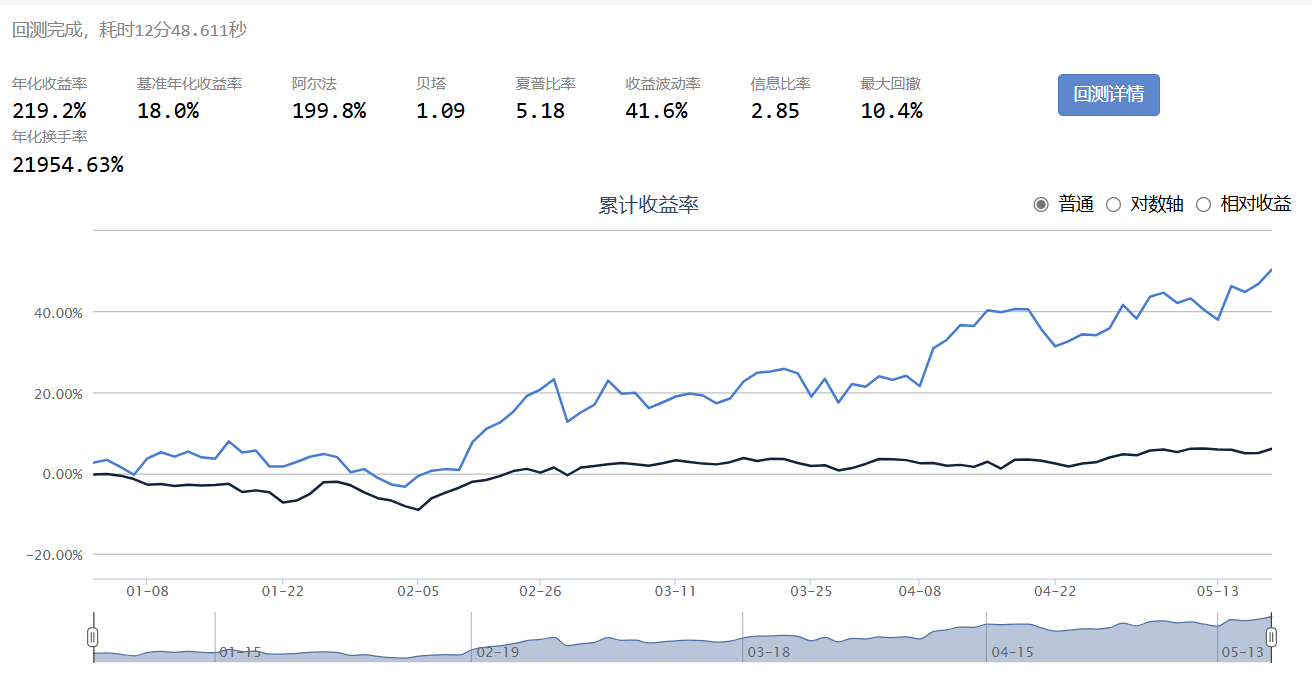 回测完成，耗时12分48.611秒
年化收益率 基准年化收益率 阿尔法 贝塔 夏普比率 收益波动率 信息比率 最大回撤
219.2% 18.0% 199.8% 1.09 5.18 41.6% 2.85 10.4%
回测详情
年化换手率
21954.63%
累计收益率
普通 对数轴 相对收益
40.00%
20.00%
0.00%
-20.00%
01-08 01-22 02-05 02-26 03-11 03-25 04-08 04-22 05-13
01-15 02-19 03-18 04-15 05-13